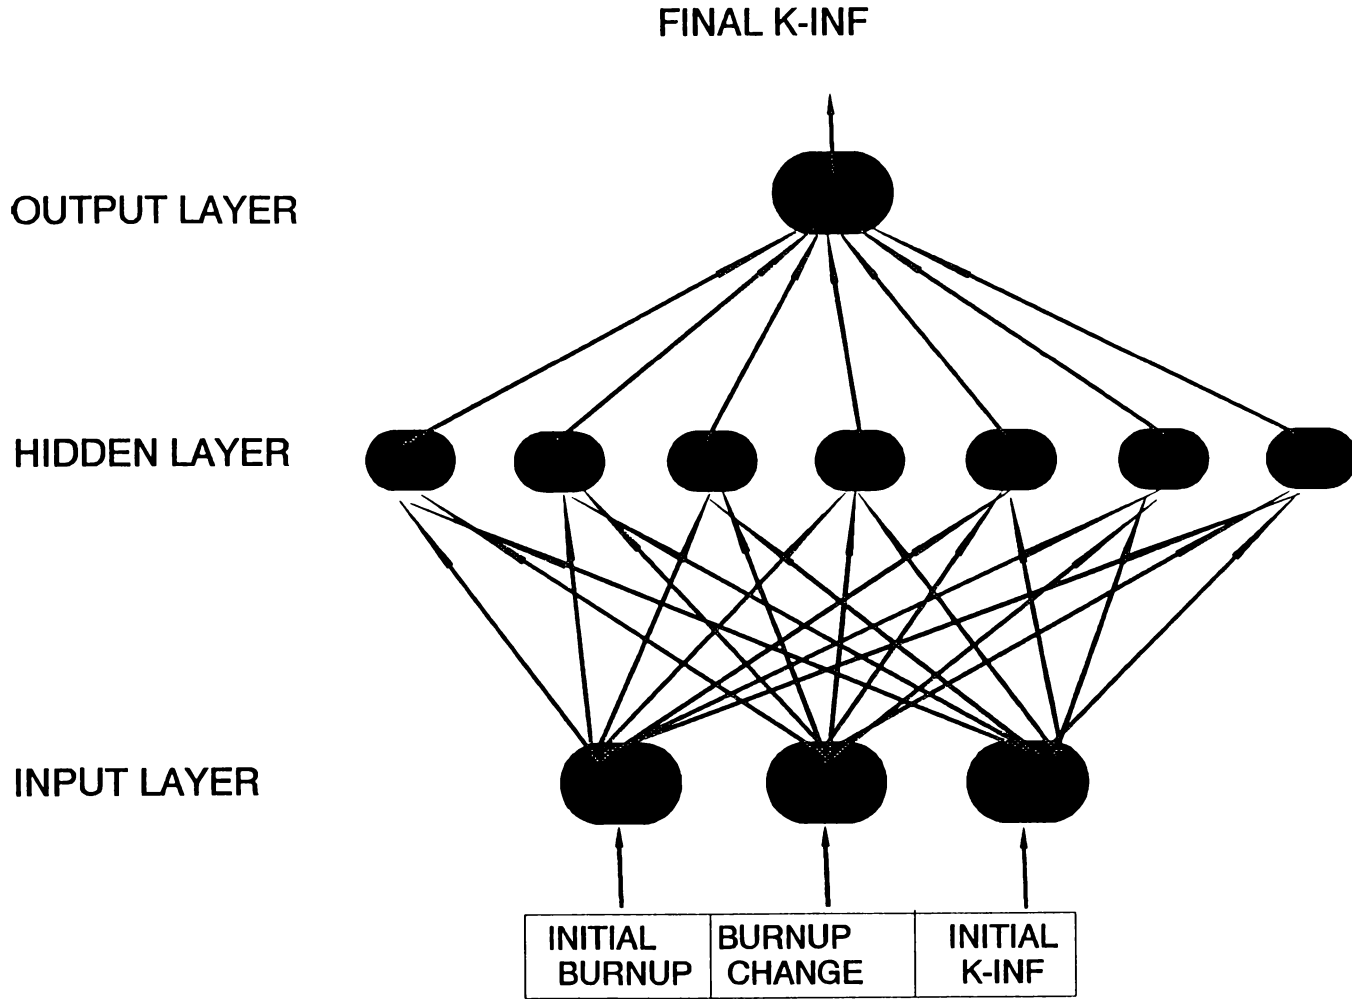 FINAL K-INF
OUTPUT LAYER
HIDDEN LAYER
INPUT LAYER
INITIAL
BURNUP
BURNUP
CHANGE
INITIAL
K-INF